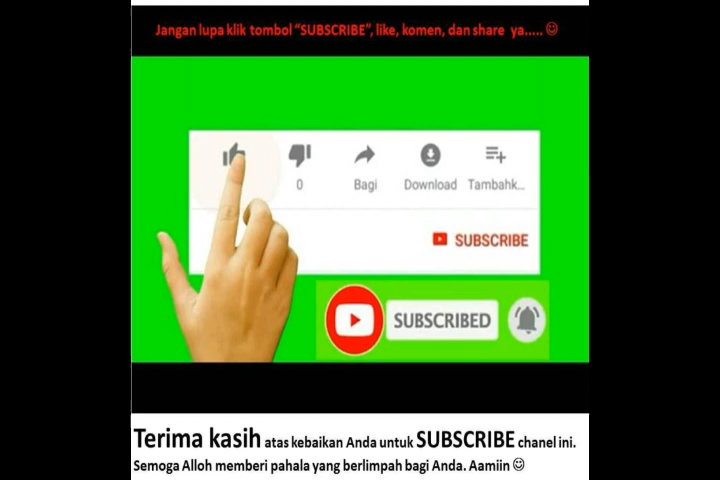 Jangan lupa klik tombol “SUBSCRIBE”, like, komen, dan share ya..... ☺
0
Bagi
Download
Tambahk...
SUBSCRIBE
SUBSCRIBED
Terima kasih atas kebaikan Anda untuk SUBSCRIBE chanel ini.
Semoga Alloh memberi pahala yang berlimpah bagi Anda. Aamiin ☺